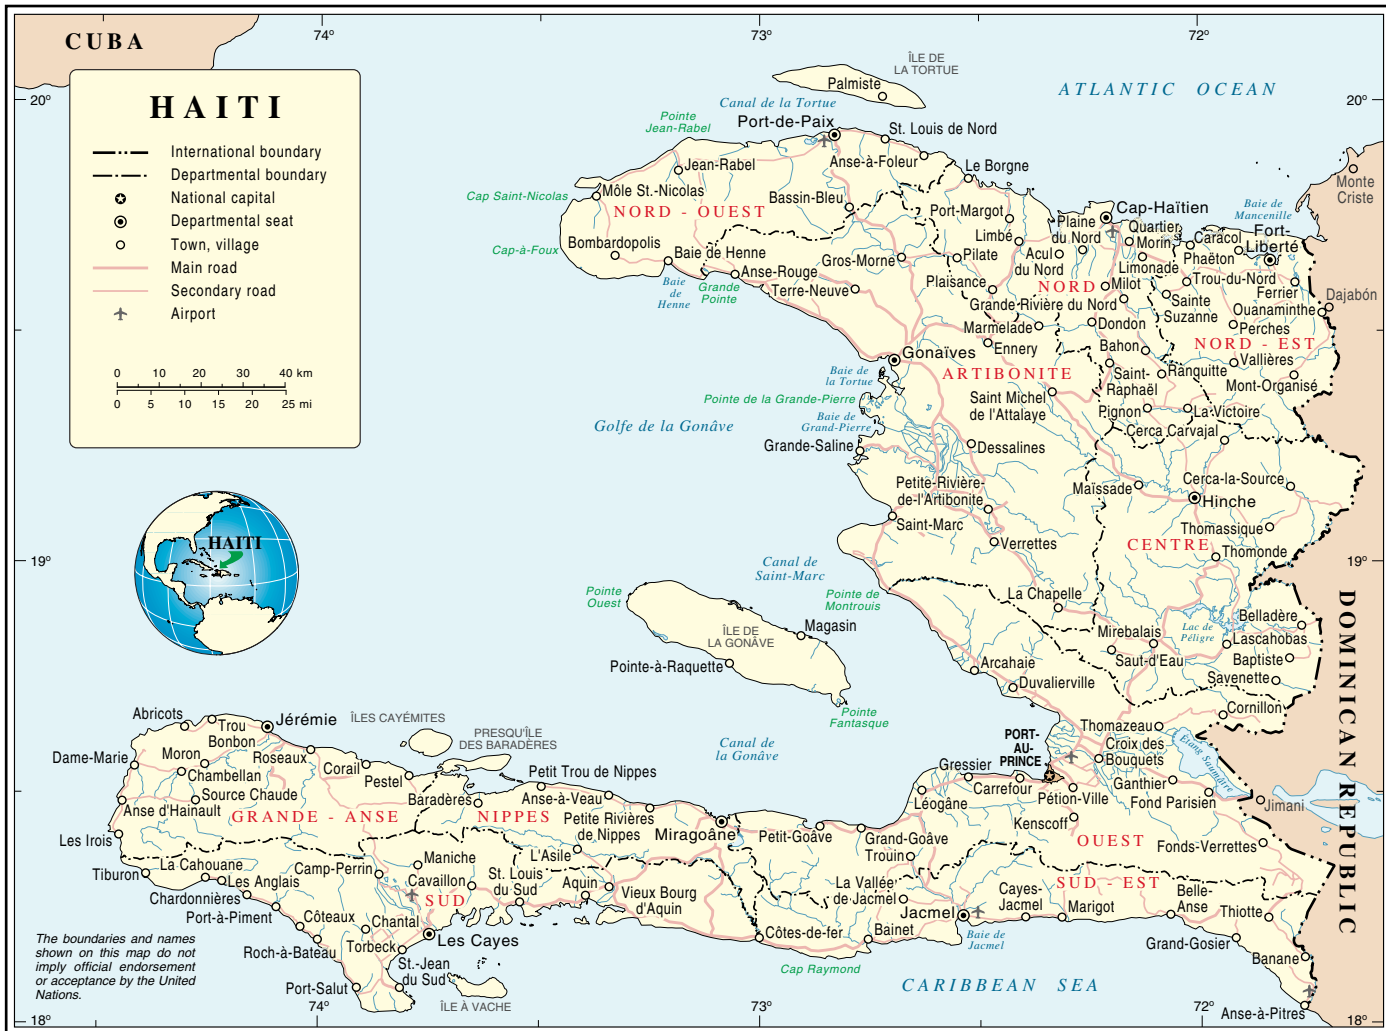 74°
73°
72°
CUBA
HAITI
International boundary
Departmental boundary
National capital
Departmental seat
Town, village
Main road
Secondary road
Airport
0 10 20 30 40 km
0 5 10 15 20 25 mi
20°
20°
19°
19°
18°
18°
ATLANTIC OCEAN
ÎLE DE
LA TORTUE
Palmiste
Canal de la Tortue
Pointe
Jean-Rabel
Port-de-Paix
St. Louis de Nord
Anse-à-Foleur
Le Borgne
Jean-Rabel
Cap Saint-Nicolas
Môle St.-Nicolas
NORD - OUEST
Bassin-Bleu
Port-Margot
Cap-Haïtien
Monte
Criste
Baie de
Mancenille
Plaine
du Nord
Quartier
Morin
Caracol
Fort-
Liberté
Phaëton
Limbé
Cap-à-Foux
Bombardopolis
Baie de Henne
Anse-Rouge
Gros-Morne
Pilate
Acul
du Nord
Limonade
Baie
de
Henne
Grande
Pointe
Terre-Neuve
Plaisance
NORD
Milot
Trou-du-Nord
Ferrier
Dajabón
Grande Rivière du Nord
Sainte
Suzanne
Ouanaminthe
Marmelade
Dondon
Perches
Gonaïves
Ennery
Bahon
NORD - EST
Baie de
la Tortue
ARTIBONITE
Saint-
Raphaël
Ranquitte
Vallières
Mont-Organisé
Pointe de la Grande-Pierre
Saint Michel
de l'Attalaye
Pignon
La Victoire
Golfe de la Gonâve
Baie de
Grand-Pierre
Cerca Carvajal
Grande-Saline
Dessalines
Petite-Rivière-
de-l'Artibonite
Maïssade
Cerca-la-Source
Hinche
Saint-Marc
Thomassique
HAITI
Verrettes
CENTRE
Thomonde
Canal de
Saint-Marc
Pointe
Ouest
Pointe de
Montrouis
La Chapelle
Belladère
Magasin
ÎLE DE
LA GONÂVE
Lac de
Péligre
Mirebalais
Lascahobas
Pointe-à-Raquette
Arcahaie
Saut-d'Eau
Baptiste
Duvalierville
Savenette
DOMINICAN REPUBLIC
Pointe
Fantasque
Cornillon
Abricots
Trou
Bonbon
Jérémie
ÎLES CAYÉMITES
Thomazeau
Canal de
la Gonâve
PORT-
AU-
PRINCE
Croix des
Bouquets
Étang Saumâtre
Dame-Marie
Moron
Roseaux
PRESQU'ÎLE
DES BARADÈRES
Chambellan
Corail
Pestel
Petit Trou de Nippes
Gressier
Ganthier
Source Chaude
Baradères
Anse-à-Veau
Carrefour
Pétion-Ville
Fond Parisien
Jimani
Anse d'Hainault
Léogâne
GRANDE - ANSE
NIPPES
Petite Rivières
de Nippes
Miragoâne
Petit-Goâve
Grand-Goâve
Kenscoff
OUEST
Fonds-Verrettes
Les Irois
L'Asile
Trouin
Tiburon
La Cahouane
Camp-Perrin
Maniche
St. Louis
du Sud
Aquin
Vieux Bourg
d'Aquin
La Vallée
de Jacmel
SUD - EST
Les Anglais
Cavaillon
Cayes-
Jacmel
Belle-
Anse
Chardonnières
SUD
Jacmel
Marigot
Thiotte
Port-à-Piment
Côteaux
Chantal
Les Cayes
Côtes-de-fer
Bainet
Baie de
Jacmel
Grand-Gosier
Roch-à-Bateau
Torbeck
Banane
St.-Jean
du Sud
Cap Raymond
Port-Salut
ÎLE À VACHE
CARIBBEAN SEA
Anse-à-Pitres
The boundaries and names
shown on this map do not
imply official endorsement
or acceptance by the United
Nations.
74°
73°
72°